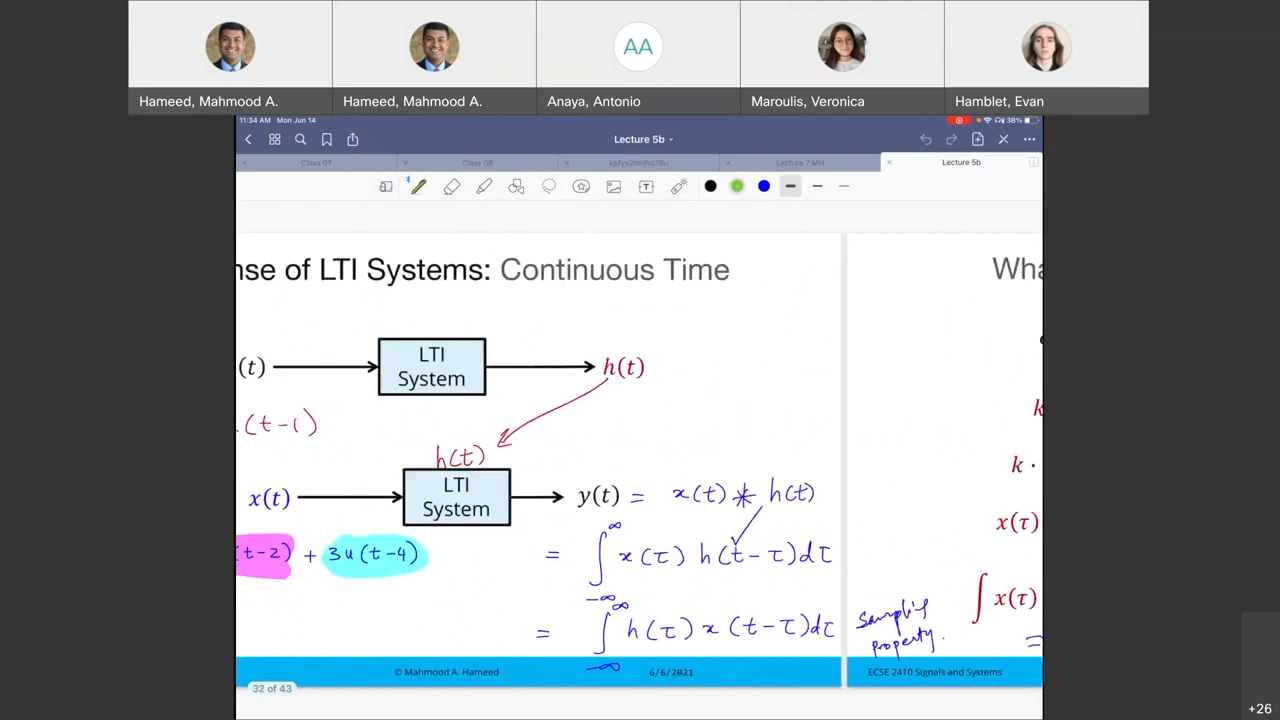 AA
Hameed, Mahmood A.
Hameed, Mahmood A.
Anaya, Antonio
Maroulis, Veronica
Hamblet, Evan
11:34 AM Mon Jun 14
38%
Lecture 5b
Class 07
Class 08
Lecture 7 MH
Lecture 5b
T
nse of LTI Systems: Continuous Time
Wha
(t)
LTI
System
h(t)
(t-1)
h(t)
x(t)
LTI
System
y(t) = x(t) * h(t)
(t-2) + 3u(t-4)
= ∫ x(τ) h(t-τ)dτ
∞
-∞
= ∫ h(τ) x(t-τ)dτ
∞
-∞
k
k ·
x(τ)
∫ x(τ)
property.
=
© Mahmood A. Hameed
6/6/2021
ECSE 2410 Signals and Systems
32 of 43
+26